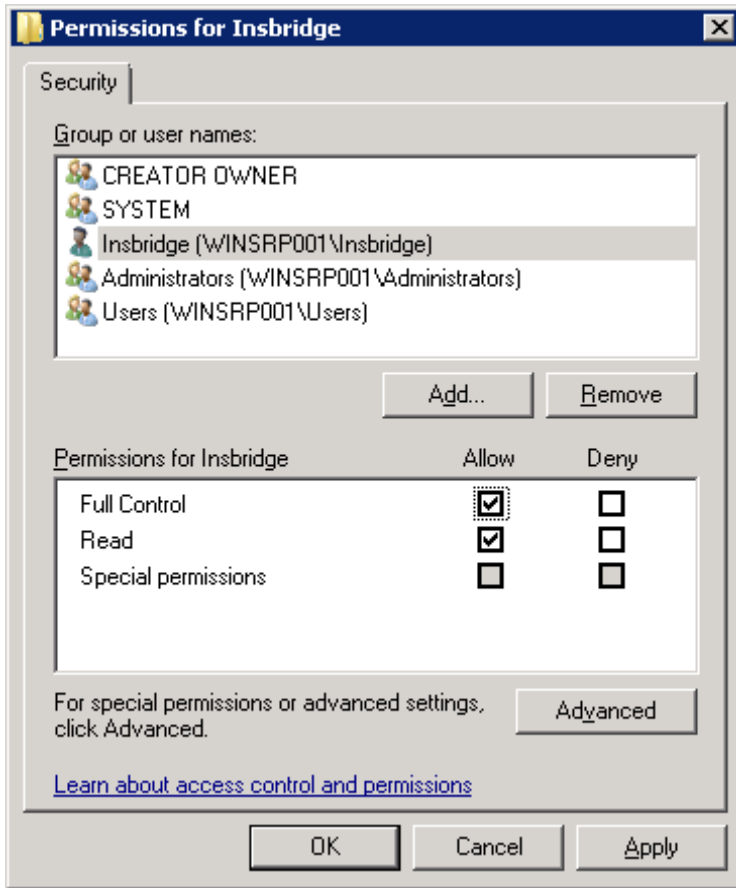 Permissions for Insbridge
Security
Group or user names:
CREATOR OWNER
SYSTEM
Insbridge (WINSRP001\Insbridge)
Administrators (WINSRP001\Administrators)
Users (WINSRP001\Users)
Add... Remove
Permissions for Insbridge Allow Deny
Full Control
Read
Special permissions
For special permissions or advanced settings,
click Advanced.
Advanced
Learn about access control and permissions
OK Cancel Apply